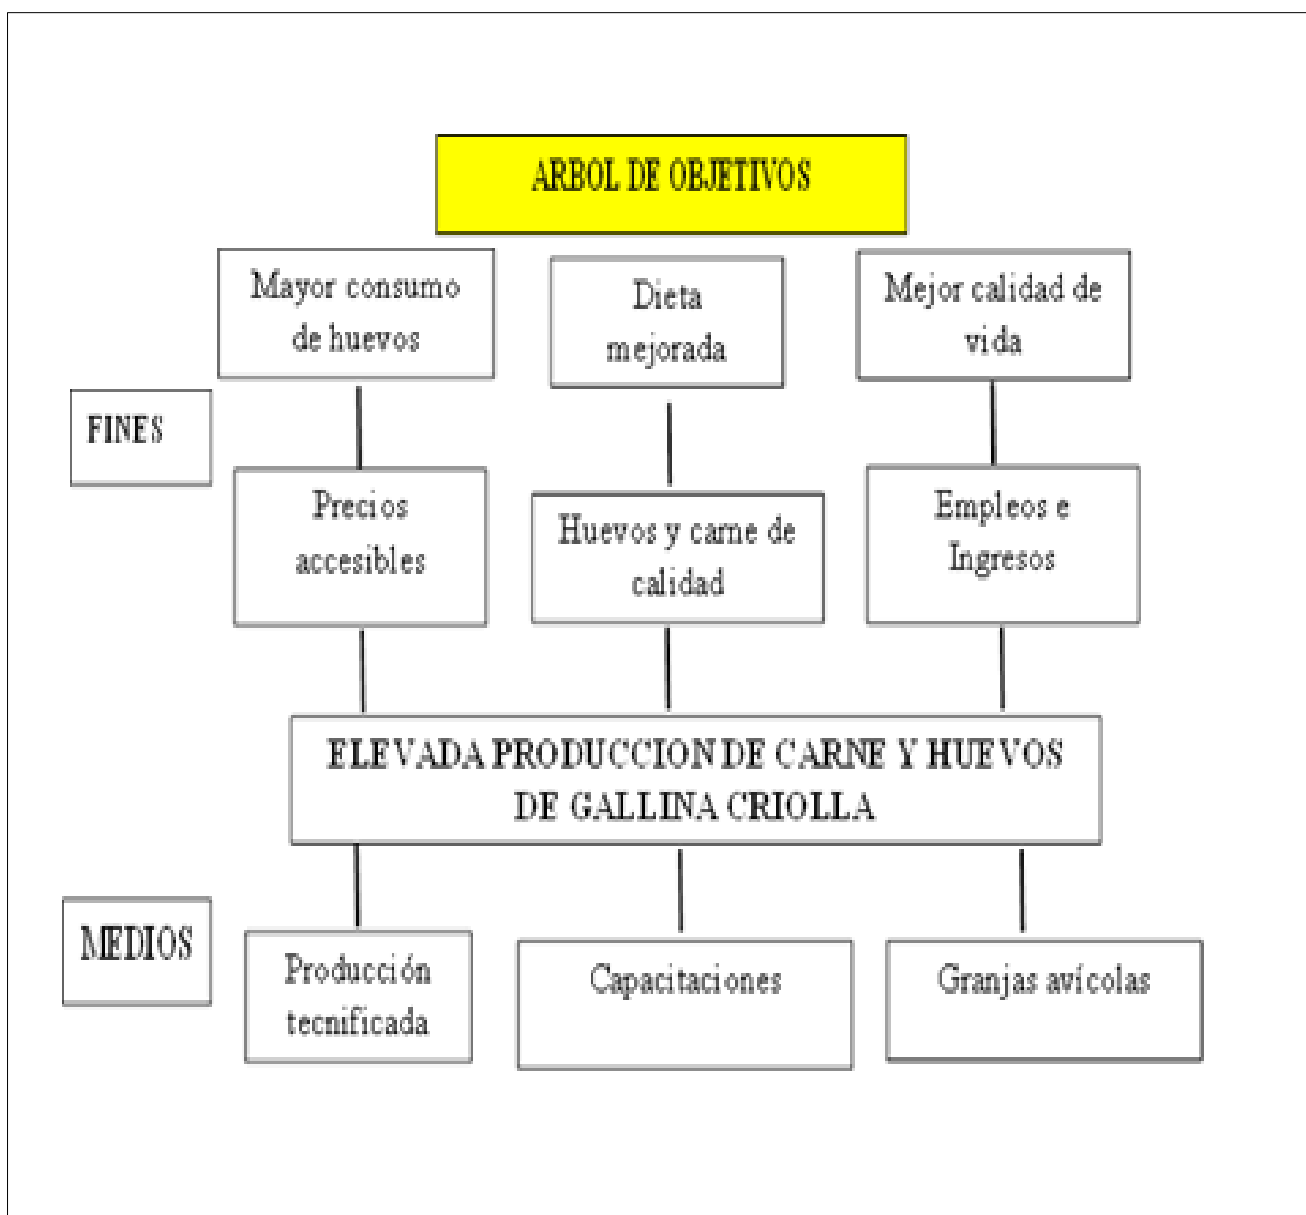 ARBOL DE OBJETIVOS
Mayor consumo
de huevos
Dieta
mejorada
Mejor calidad de
vida
FINES
Precios
accesibles
Huevos y carne de
calidad
Empleos e
Ingresos
ELEVADA PRODUCCION DE CARNE Y HUEVOS
DE GALLINA CRIOLLA
MEDIOS
Producción
tecnificada
Capacitaciones
Granjas avícolas